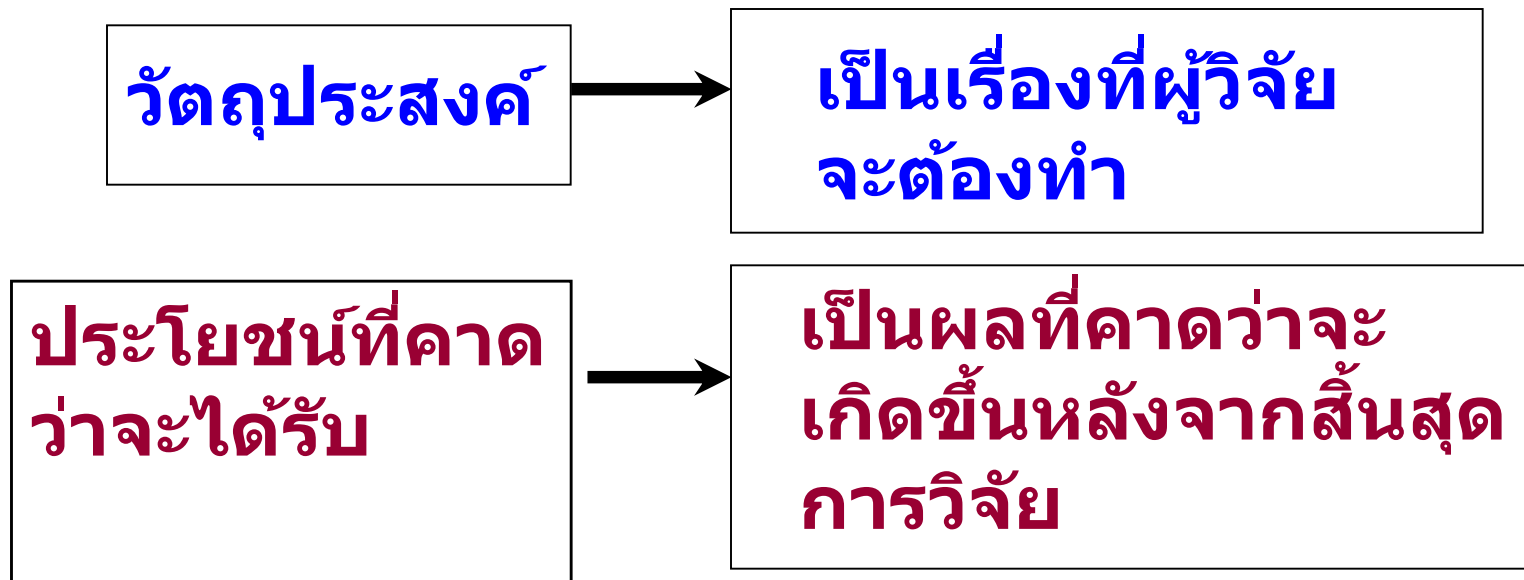 วัตถุประสงค์
เป็นเรื่องที่ผู้วิจัย
จะต้องทำ
ประโยชน์ที่คาด
ว่าจะได้รับ
เป็นผลที่คาดว่าจะ
เกิดขึ้นหลังจากสิ้นสุด
การวิจัย